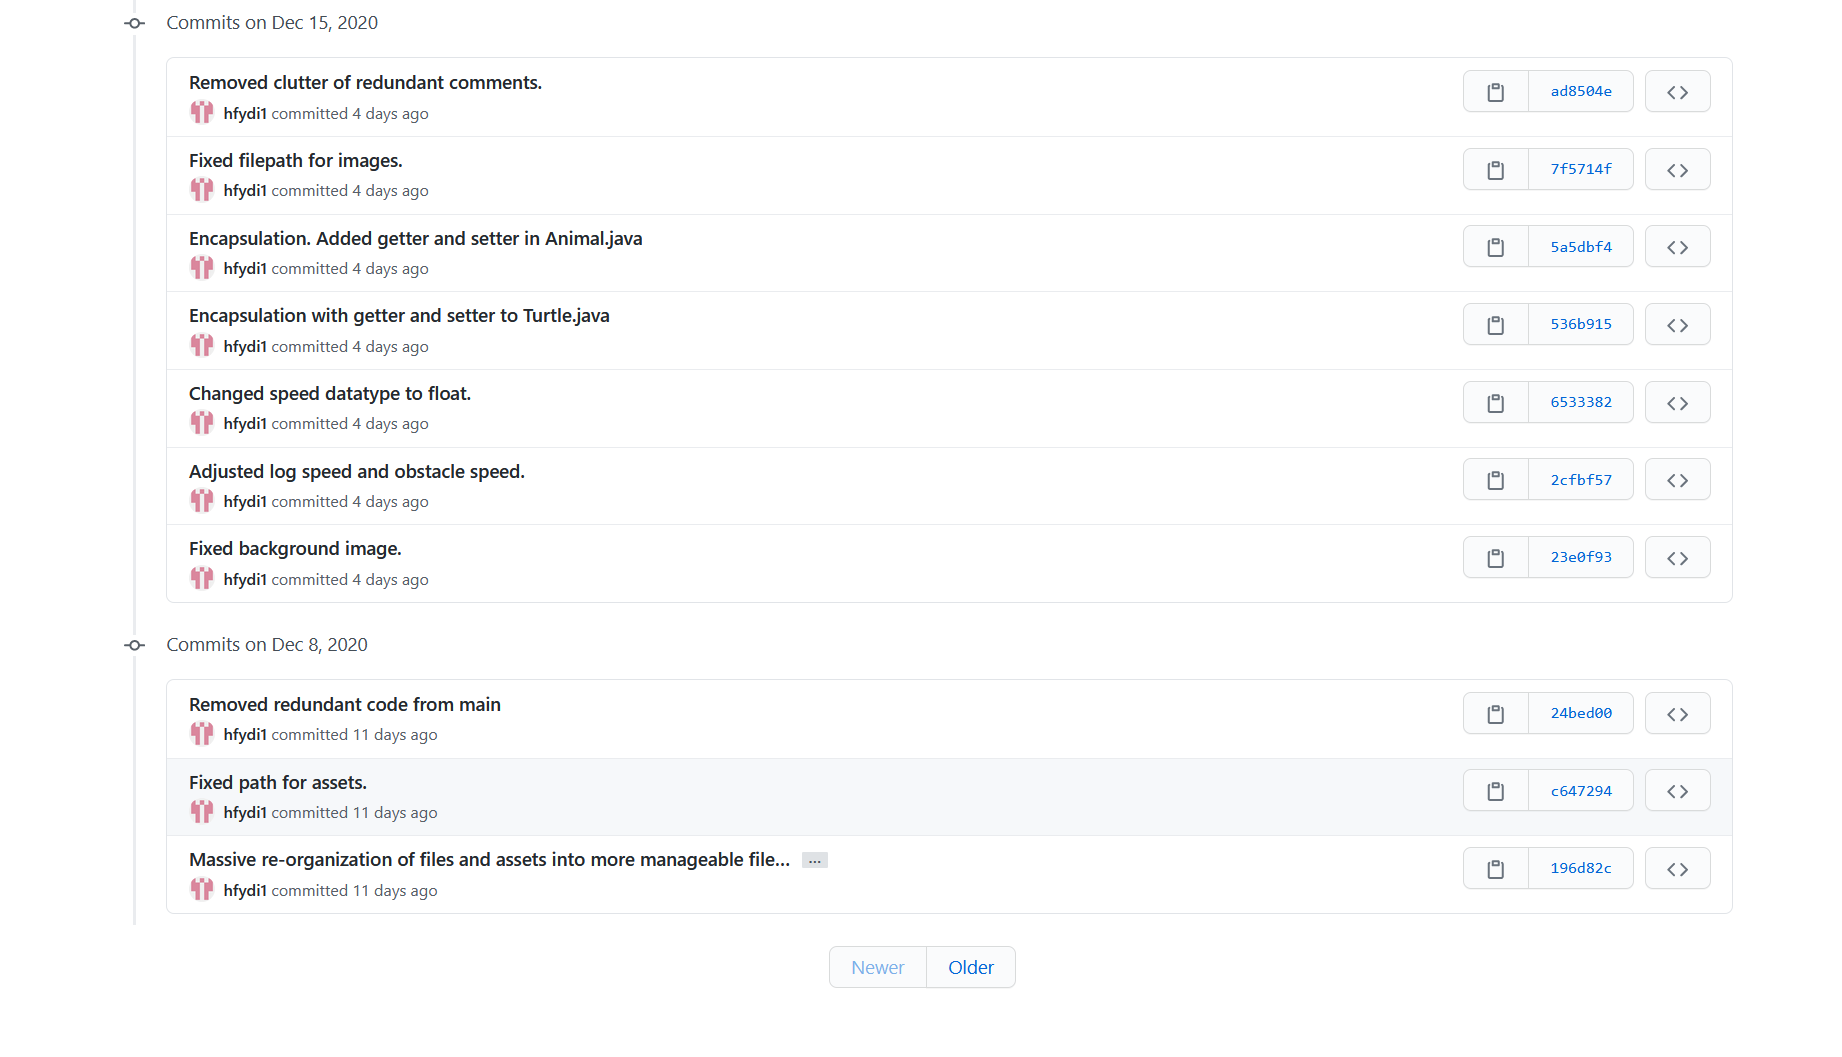 Commits on Dec 15, 2020
Removed clutter of redundant comments.
hfydi1 committed 4 days ago
ad8504e
Fixed filepath for images.
hfydi1 committed 4 days ago
7f5714f
Encapsulation. Added getter and setter in Animal.java
hfydi1 committed 4 days ago
5a5dbf4
Encapsulation with getter and setter to Turtle.java
hfydi1 committed 4 days ago
536b915
Changed speed datatype to float.
hfydi1 committed 4 days ago
6533382
Adjusted log speed and obstacle speed.
hfydi1 committed 4 days ago
2cfbf57
Fixed background image.
hfydi1 committed 4 days ago
23e0f93
Commits on Dec 8, 2020
Removed redundant code from main
hfydi1 committed 11 days ago
24bed00
Fixed path for assets.
hfydi1 committed 11 days ago
c647294
Massive re-organization of files and assets into more manageable file... ...
hfydi1 committed 11 days ago
196d82c
Newer Older